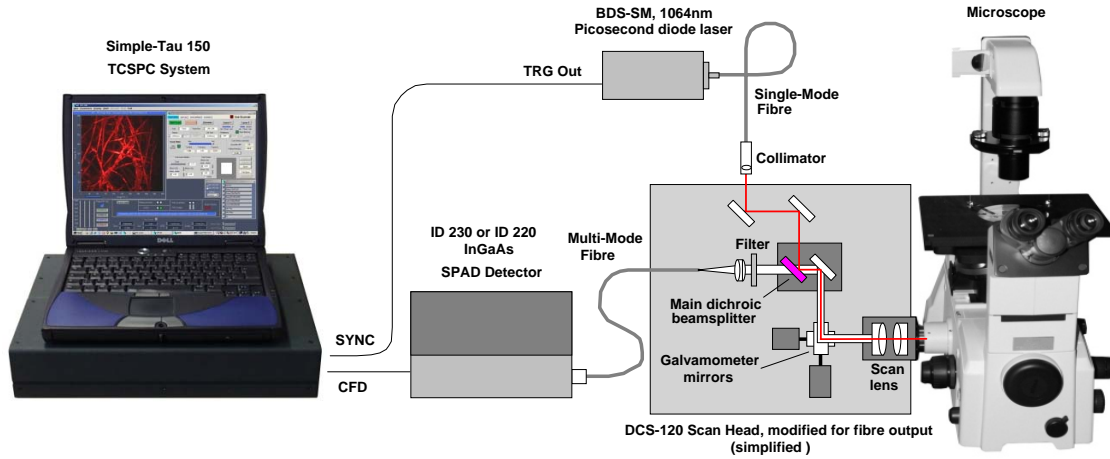 Simple-Tau 150
TCSPC System
BDS-SM, 1064nm
Picosecond diode laser
Microscope
TRG Out
Single-Mode
Fibre
Collimator
ID 230 or ID 220
InGaAs
SPAD Detector
Multi-Mode
Fibre
Filter
Main dichroic
beamsplitter
SYNC
CFD
Galvamometer
mirrors
Scan
lens
DCS-120 Scan Head, modified for fibre output
(simplified )
DELL